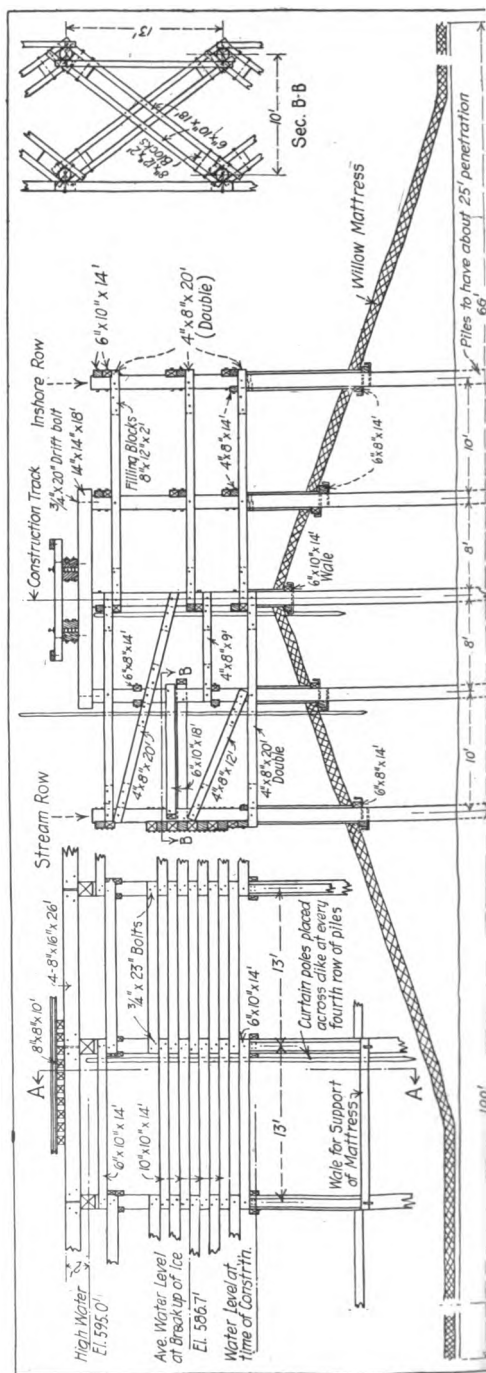 13'
10'
8"x12"x2'
Blocks
6"x10"x18'
Sec. B-B
Stream Row
Construction Track
Inshore Row
3/4"x20" Drift bolt
14"x14"x18'
6"x10"x14'
4"x8"x20'
(Double)
Filling Blocks
8"x12"x2'
4"x8"x14'
6"x8"x14'
6"x10"x14'
Wale
6"x8"x14'
4"x8"x9'
B
B
4"x8"x20'
6"x10"x18'
4"x8"x12'
4"x8"x20'
Double
6"x8"x14'
Willow Mattress
Piles to have about 25' penetration
10'
8'
8'
10'
66'
100'
8"x8"x10'
4-8"x16"x26'
A
A
High Water
El. 595.0'
2'
6"x10"x14'
10"x10"x14'
3/4"x 23" Bolts
Ave. Water Level
at Breakup of Ice
El. 586.7'
Water Level at
time of Constr'tn.
6"x10"x14'
13'
13'
Curtain poles placed
across dike at every
fourth row of piles
Wale for Support
of Mattress